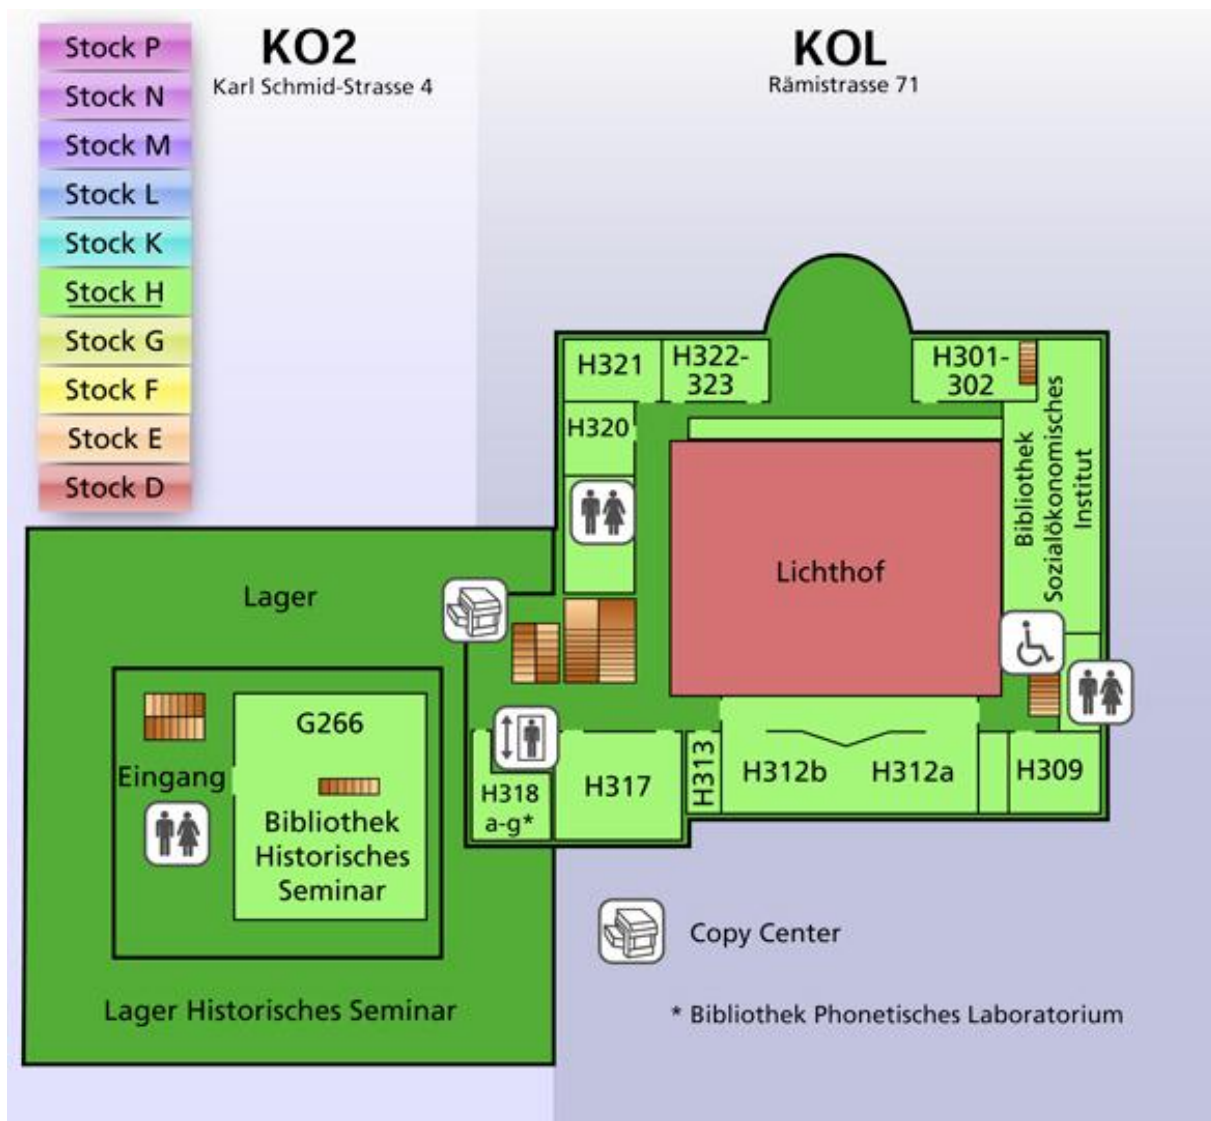 Stock P
Stock N
Stock M
Stock L
Stock K
Stock H
Stock G
Stock F
Stock E
Stock D
KO2
Karl Schmid-Strasse 4
KOL
Rämistrasse 71
H321
H322-
323
H301-
302
H320
Bibliothek
Sozialökonomisches
Institut
Lichthof
Lager
G266
Eingang
Bibliothek
Historisches
Seminar
H318
a-g*
H317
H313
H312b
H312a
H309
Lager Historisches Seminar
Copy Center
* Bibliothek Phonetisches Laboratorium